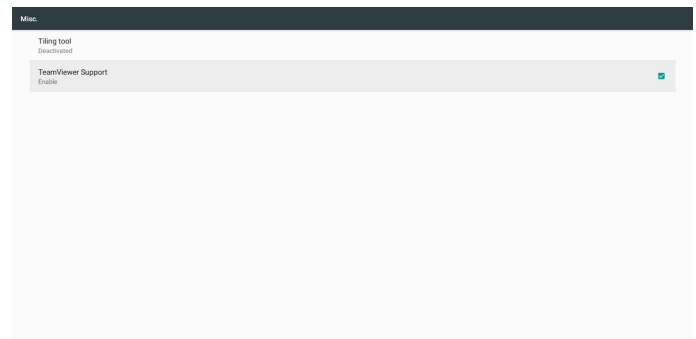 Misc.
Tiling tool
Deactivated
TeamViewer Support
Enable